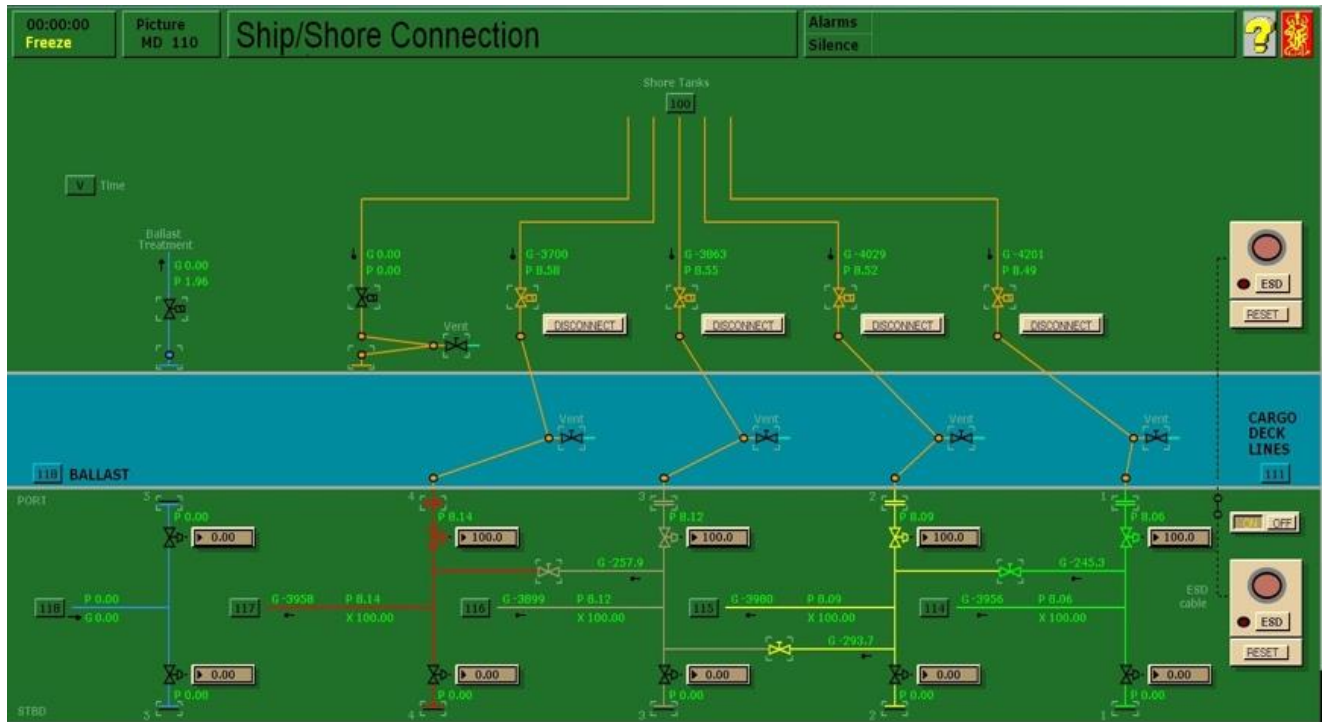 00:00:00
Freeze
Picture
MD 110
Ship/Shore Connection
Alarms
Silence
?
Shore Tanks
100
V Time
Ballast
Treatment
G 0.00
P 1.96
G 0.00
P 0.00
G -3700
P 8.58
G -3863
P 8.55
G -4029
P 8.52
G -4201
P 8.49
ESD
RESET
Vent
DISCONNECT
DISCONNECT
DISCONNECT
DISCONNECT
Vent
Vent
Vent
Vent
CARGO
DECK
LINES
111
118 BALLAST
PORT
5
4
3
2
1
P 0.00
P 8.14
P 8.12
P 8.09
P 8.06
0.00
100.0
100.0
100.0
100.0
ON OFF
G -257.9
G -245.3
118
P 0.00
G 0.00
117
G -3958 P 8.14
X 100.00
116
G -3899 P 8.12
X 100.00
115
G -3980 P 8.09
X 100.00
114
G -3956 P 8.06
X 100.00
ESD
cable
ESD
RESET
G -293.7
0.00
0.00
0.00
0.00
0.00
P 0.00
P 0.00
P 0.00
P 0.00
P 0.00
STBD
5
4
3
2
1